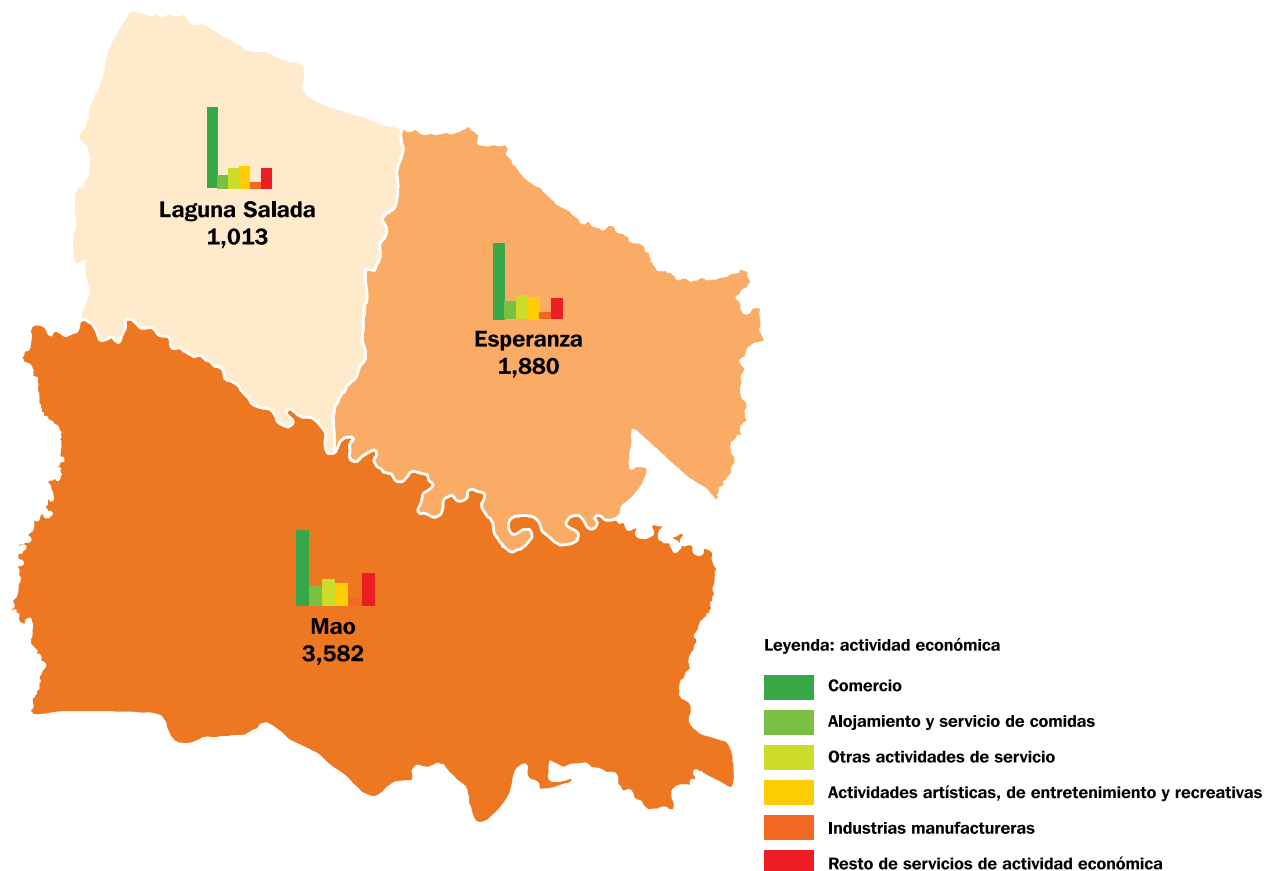 Laguna Salada
1,013
Esperanza
1,880
Mao
3,582
Leyenda: actividad económica
Comercio
Alojamiento y servicio de comidas
Otras actividades de servicio
Actividades artísticas, de entretenimiento y recreativas
Industrias manufactureras
Resto de servicios de actividad económica